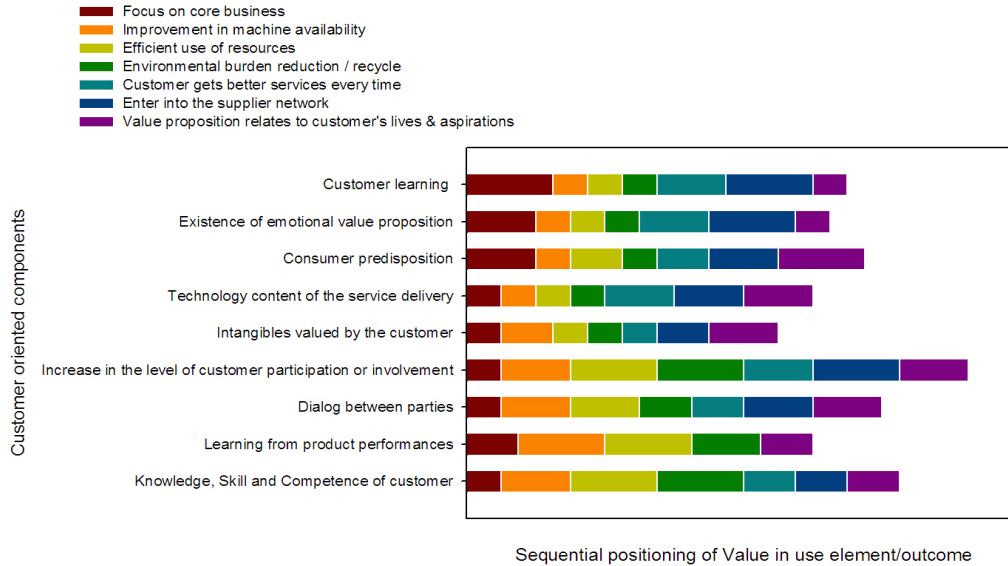 Focus on core business
Improvement in machine availability
Efficient use of resources
Environmental burden reduction / recycle
Customer gets better services every time
Enter into the supplier network
Value proposition relates to customer's lives & aspirations
Customer oriented components
Customer learning
Existence of emotional value proposition
Consumer predisposition
Technology content of the service delivery
Intangibles valued by the customer
Increase in the level of customer participation or involvement
Dialog between parties
Learning from product performances
Knowledge, Skill and Competence of customer
Sequential positioning of Value in use element/outcome